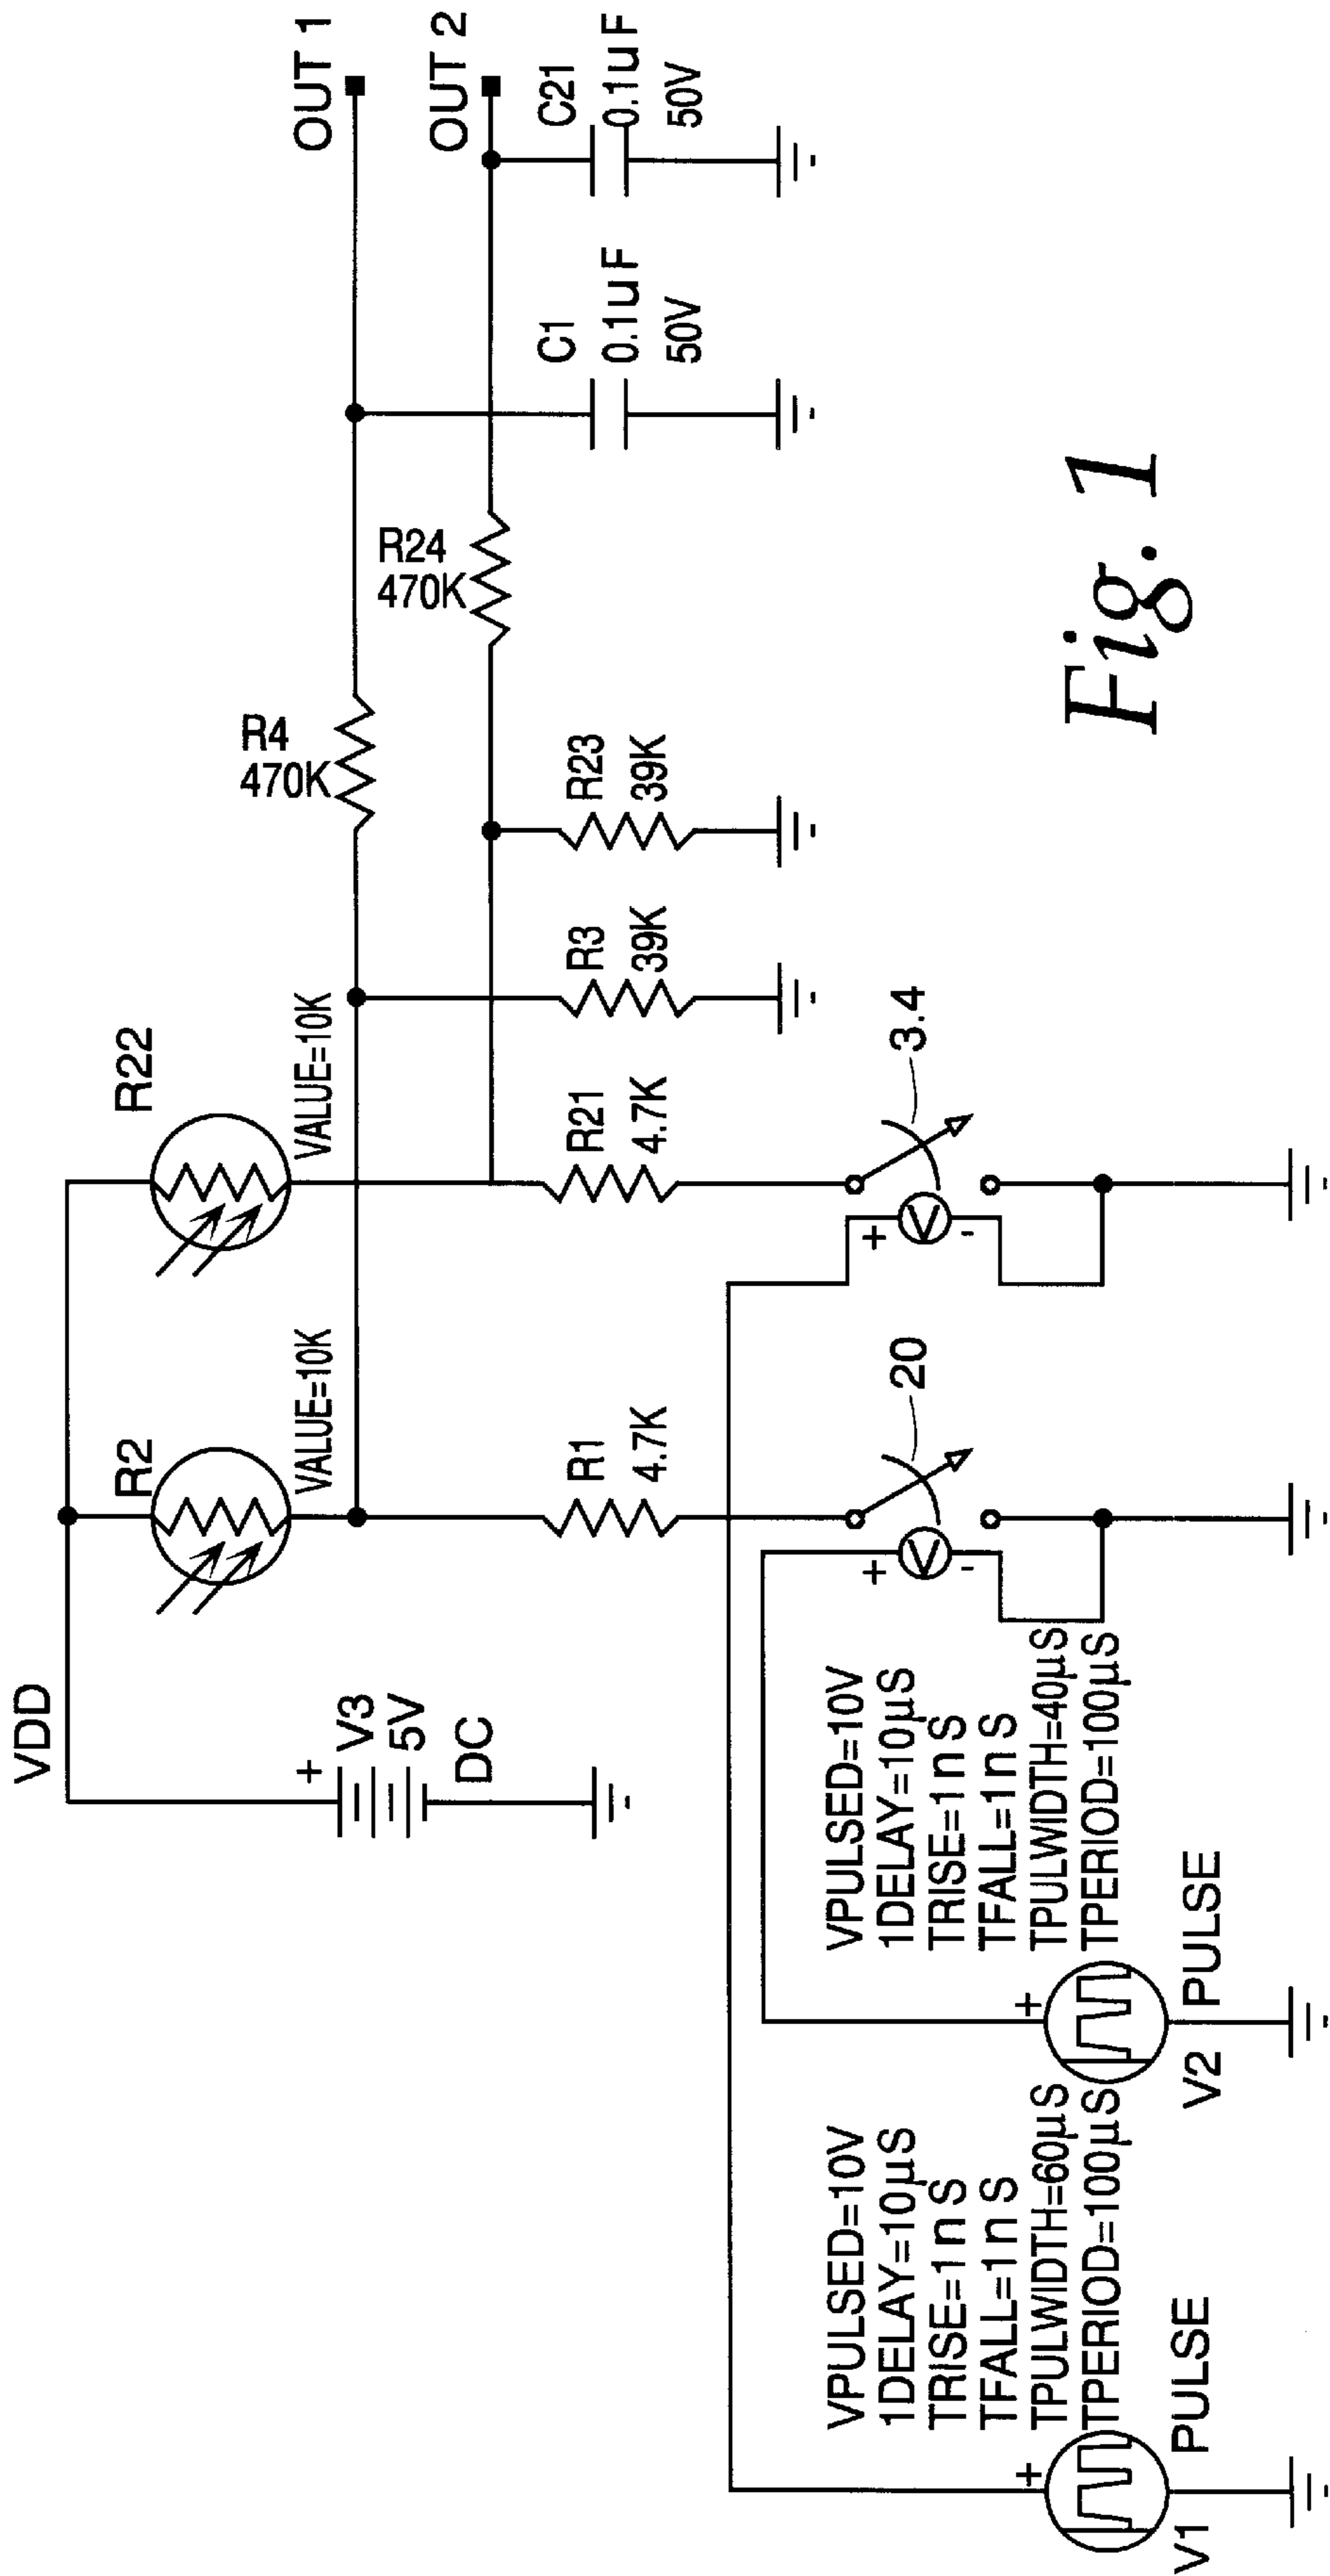 VDD
+
V3
5V
DC
R2
VALUE=10K
R22
VALUE=10K
R4
470K
OUT 1
R24
470K
OUT 2
R1
4.7K
R21
4.7K
R3
39K
R23
39K
C1
0.1uF
50V
C21
0.1uF
50V
+
V
-
20
+
V
-
3.4
VPULSED=10V
1DELAY=10μS
TRISE=1nS
TFALL=1nS
TPULWIDTH=60μS
TPERIOD=100μS
+
V1
PULSE
VPULSED=10V
1DELAY=10μS
TRISE=1nS
TFALL=1nS
TPULWIDTH=40μS
TPERIOD=100μS
+
V2
PULSE
Fig. 1